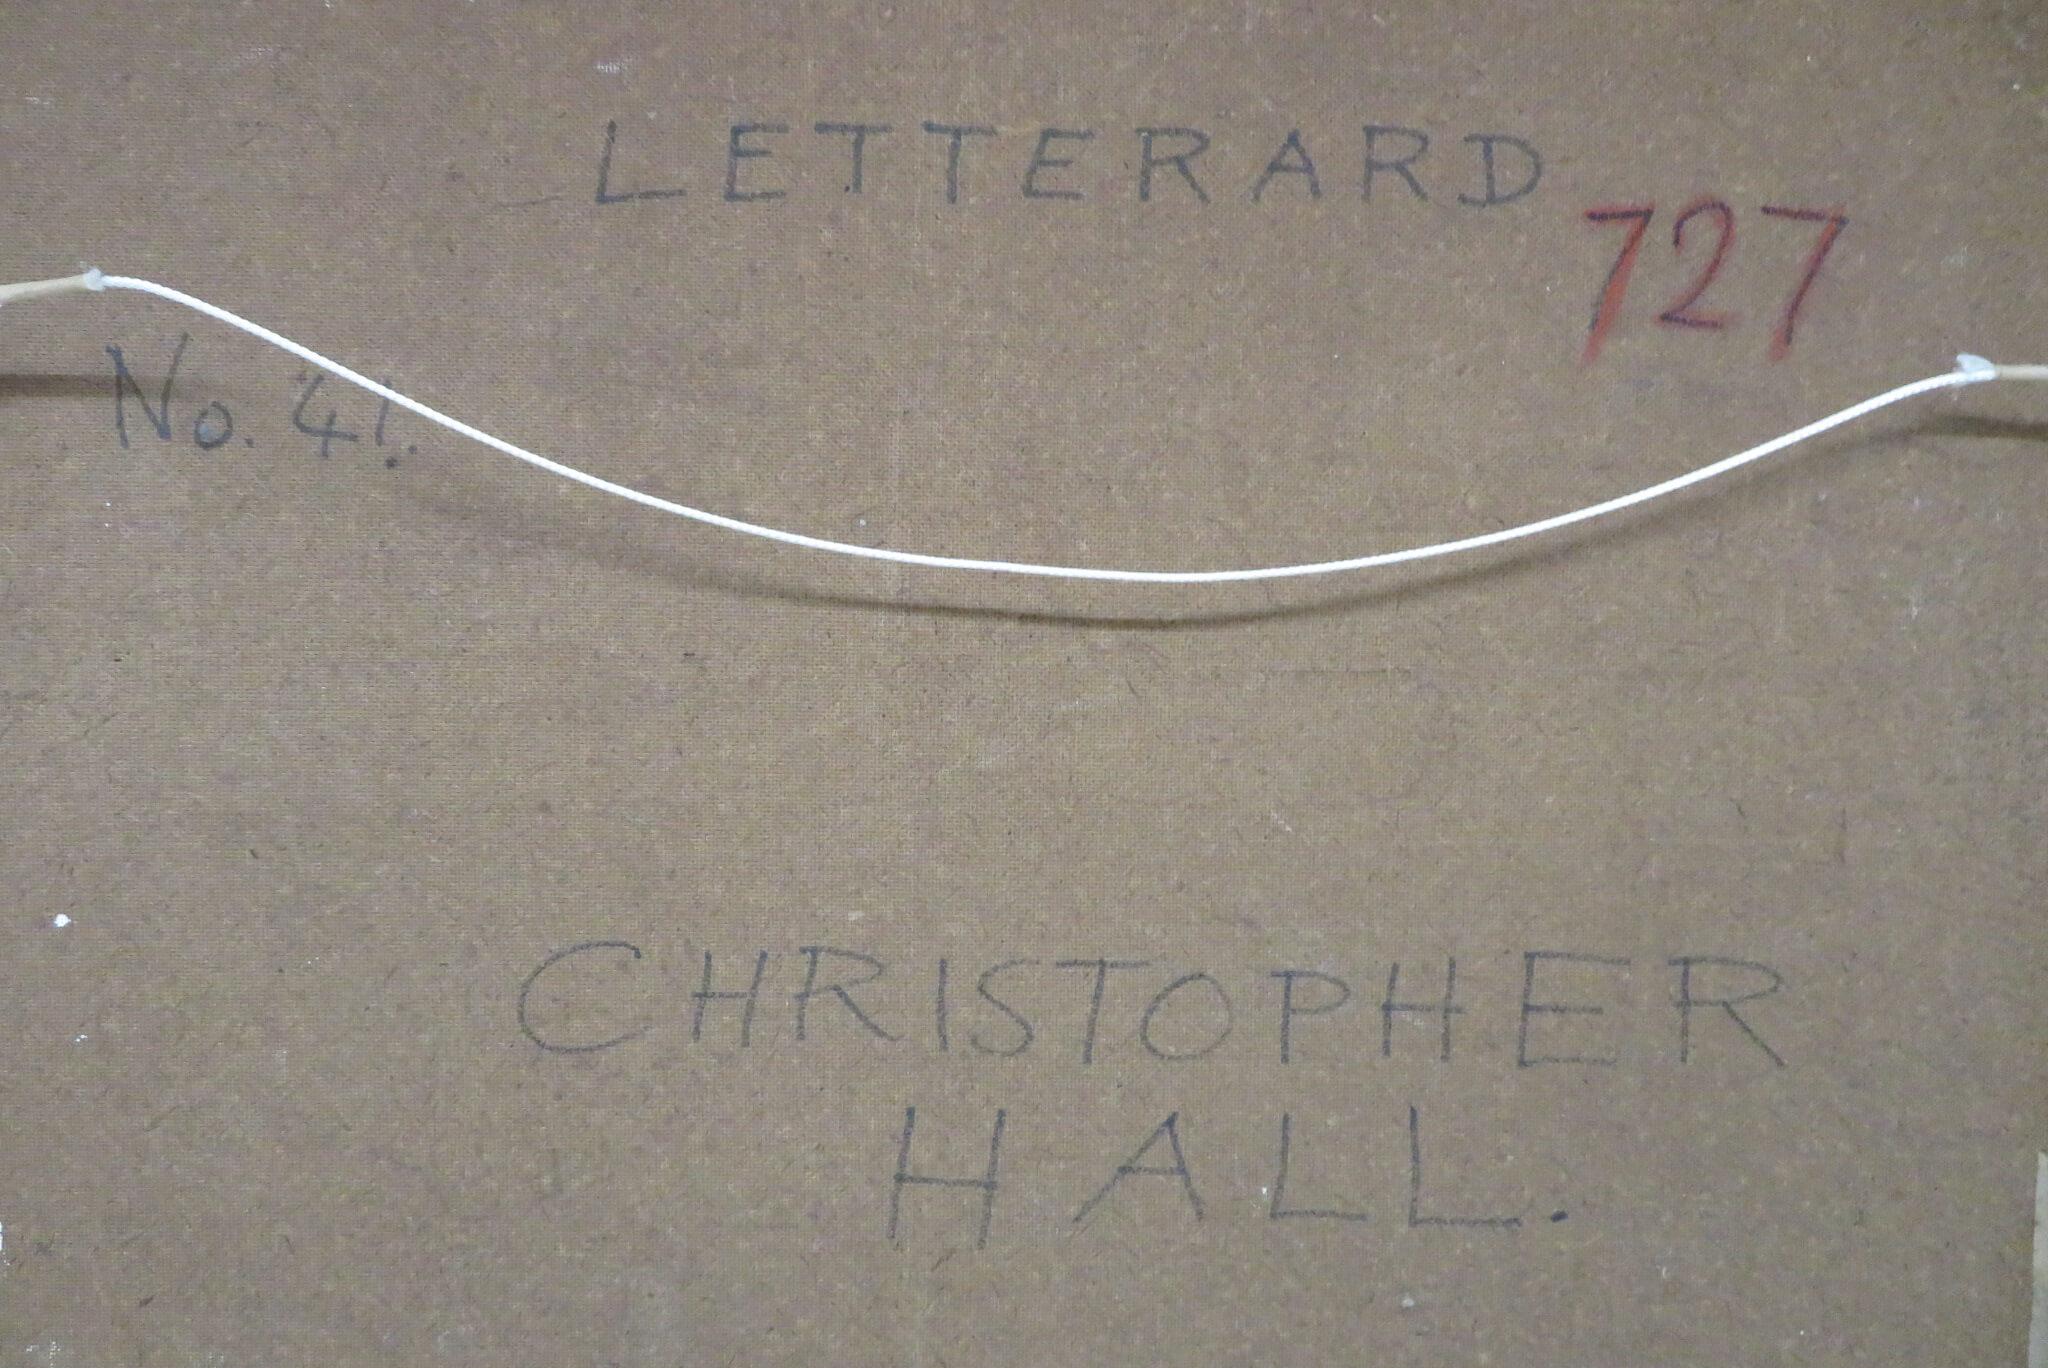 LETTERARD
727
No. 41.
CHRISTOPHER
HALL.